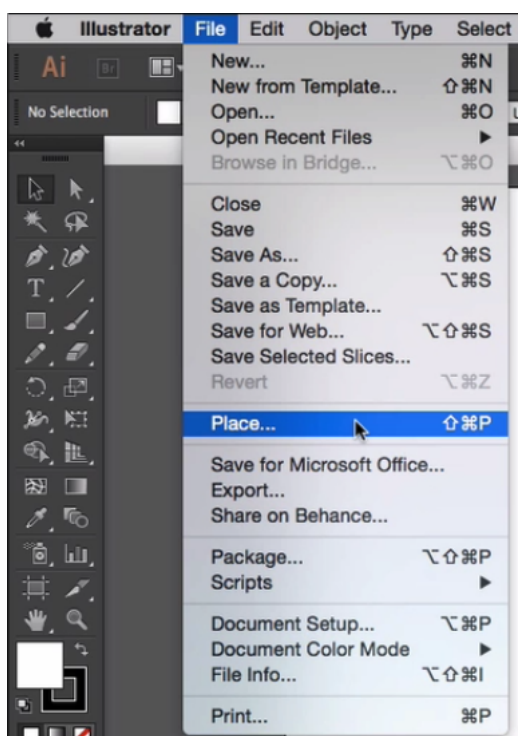 Illustrator File Edit Object Type Select
Ai Br
No Selection
New... ⌘N
New from Template... ⇧⌘N
Open... ⌘O
Open Recent Files ▶
Browse in Bridge... ⌥⌘O
Close ⌘W
Save ⌘S
Save As... ⇧⌘S
Save a Copy... ⌥⌘S
Save as Template...
Save for Web... ⌥⇧⌘S
Save Selected Slices...
Revert ⌥⌘Z
Place... ⇧⌘P
Save for Microsoft Office...
Export...
Share on Behance...
Package... ⌥⇧⌘P
Scripts ▶
Document Setup... ⌥⌘P
Document Color Mode ▶
File Info... ⌥⇧⌘I
Print... ⌘P